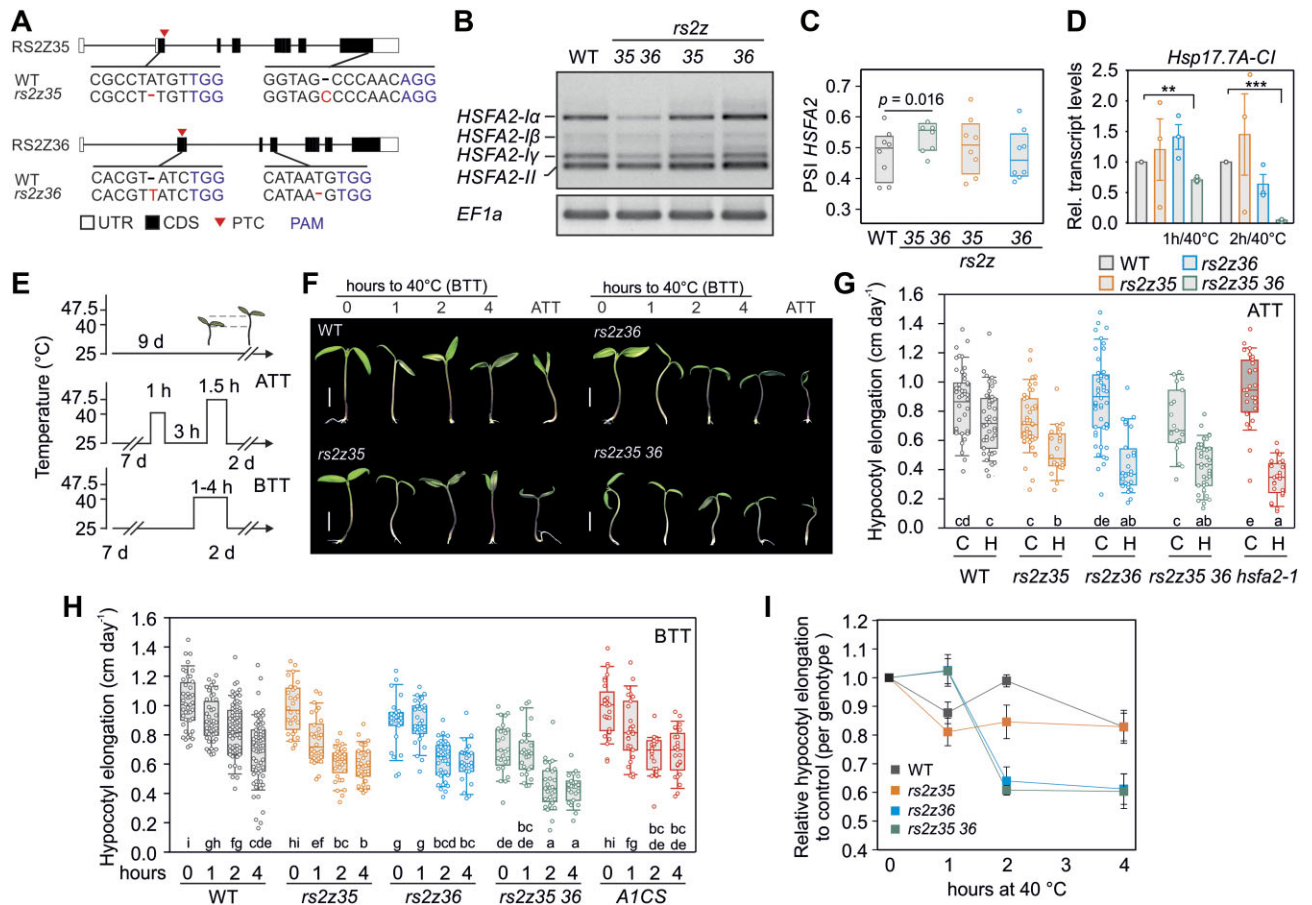 A
RS2Z35
WT CGCCTATGTTGG GGTAG-CCCAACAGG
rs2z35 CGCCT-TGTTGG GGTAGCCCCAACAGG
RS2Z36
WT CACGT-ATCTGG CATAATGTGG
rs2z36 CACGTTATCTGG CATAA-GTGG
UTR CDS PTC PAM
B
rs2z
WT 35 36 35 36
HSFA2-Iα
HSFA2-Iβ
HSFA2-Iγ
HSFA2-II
EF1a
C
PSI HSFA2
0.7
0.6
0.5
0.4
0.3
p = 0.016
WT 35 36 35 36
rs2z
D
Hsp17.7A-CI
Rel. transcript levels
2.5
2.0
1.5
1.0
0.5
0.0
** ***
1h/40°C 2h/40°C
WT rs2z36
rs2z35 rs2z35 36
E
Temperature (°C)
47.5
40
25
9 d
ATT
47.5
40
25
1 h 1.5 h
3 h
7 d 2 d
BTT
47.5
40
25
1-4 h
7 d 2 d
F
hours to 40°C (BTT) hours to 40°C (BTT)
0 1 2 4 ATT 0 1 2 4 ATT
WT rs2z36
rs2z35 rs2z35 36
G
ATT
Hypocotyl elongation (cm day-1)
1.6
1.4
1.2
1.0
0.8
0.6
0.4
0.2
0.0
cd c c b de ab c ab e a
C H C H C H C H C H
WT rs2z35 rs2z36 rs2z35 36 hsfa2-1
H
BTT
Hypocotyl elongation (cm day-1)
1.6
1.4
1.2
1.0
0.8
0.6
0.4
0.2
0.0
i gh fg cde hi ef bc b g g bcd bc de bc de a a hi fg bc de bc de
hours 0 1 2 4 0 1 2 4 0 1 2 4 0 1 2 4 0 1 2 4
WT rs2z35 rs2z36 rs2z35 36 A1CS
I
Relative hypocotyl elongation
to control (per genotype)
1.2
1.0
0.9
0.8
0.7
0.6
0.4
WT
rs2z35
rs2z36
rs2z35 36
0 1 2 3 4
hours at 40 °C